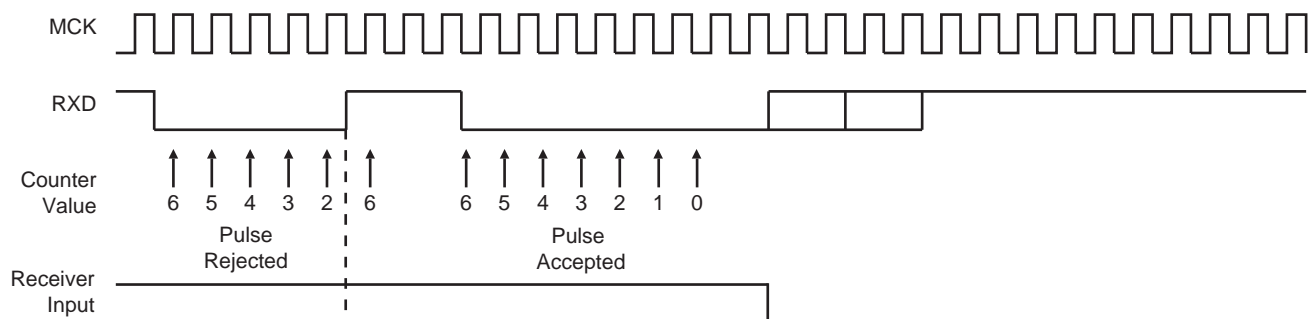 MCK
RXD
Counter
Value
6 5 4 3 2 6 6 5 4 3 2 1 0
Pulse
Rejected
Pulse
Accepted
Receiver
Input